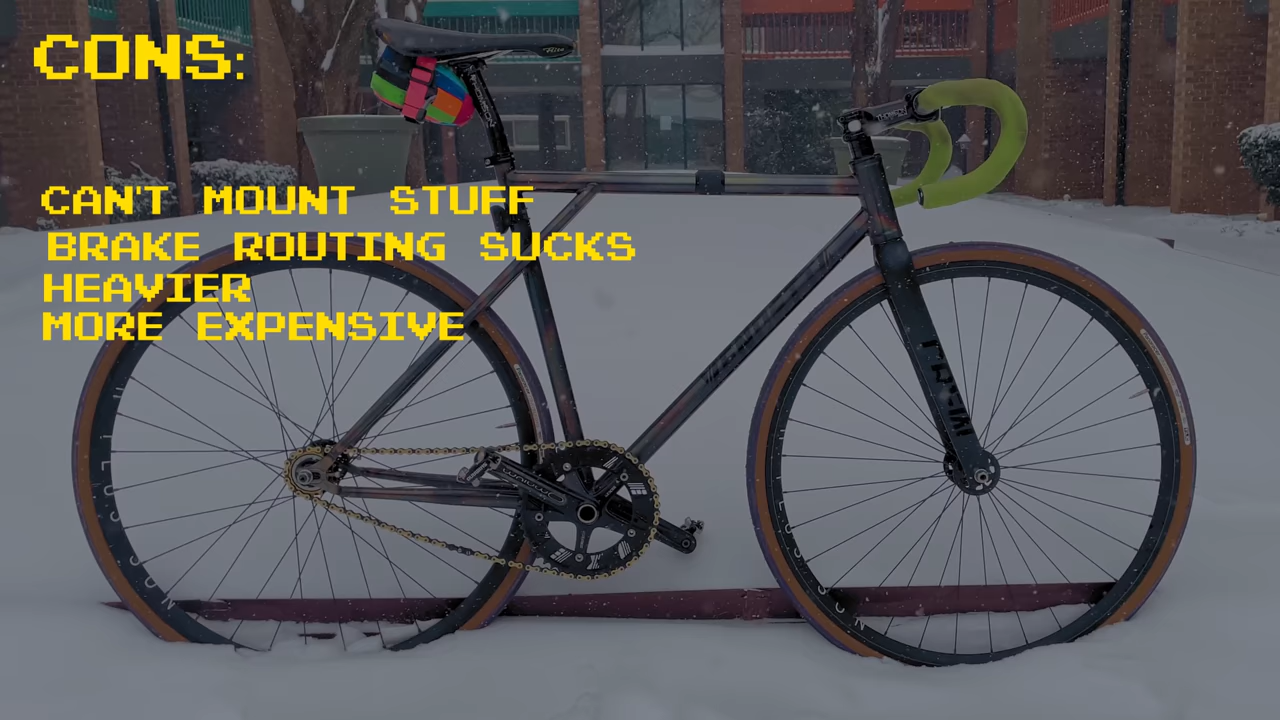 CONS:
CAN'T MOUNT STUFF
BRAKE ROUTING SUCKS
HEAVIER
MORE EXPENSIVE